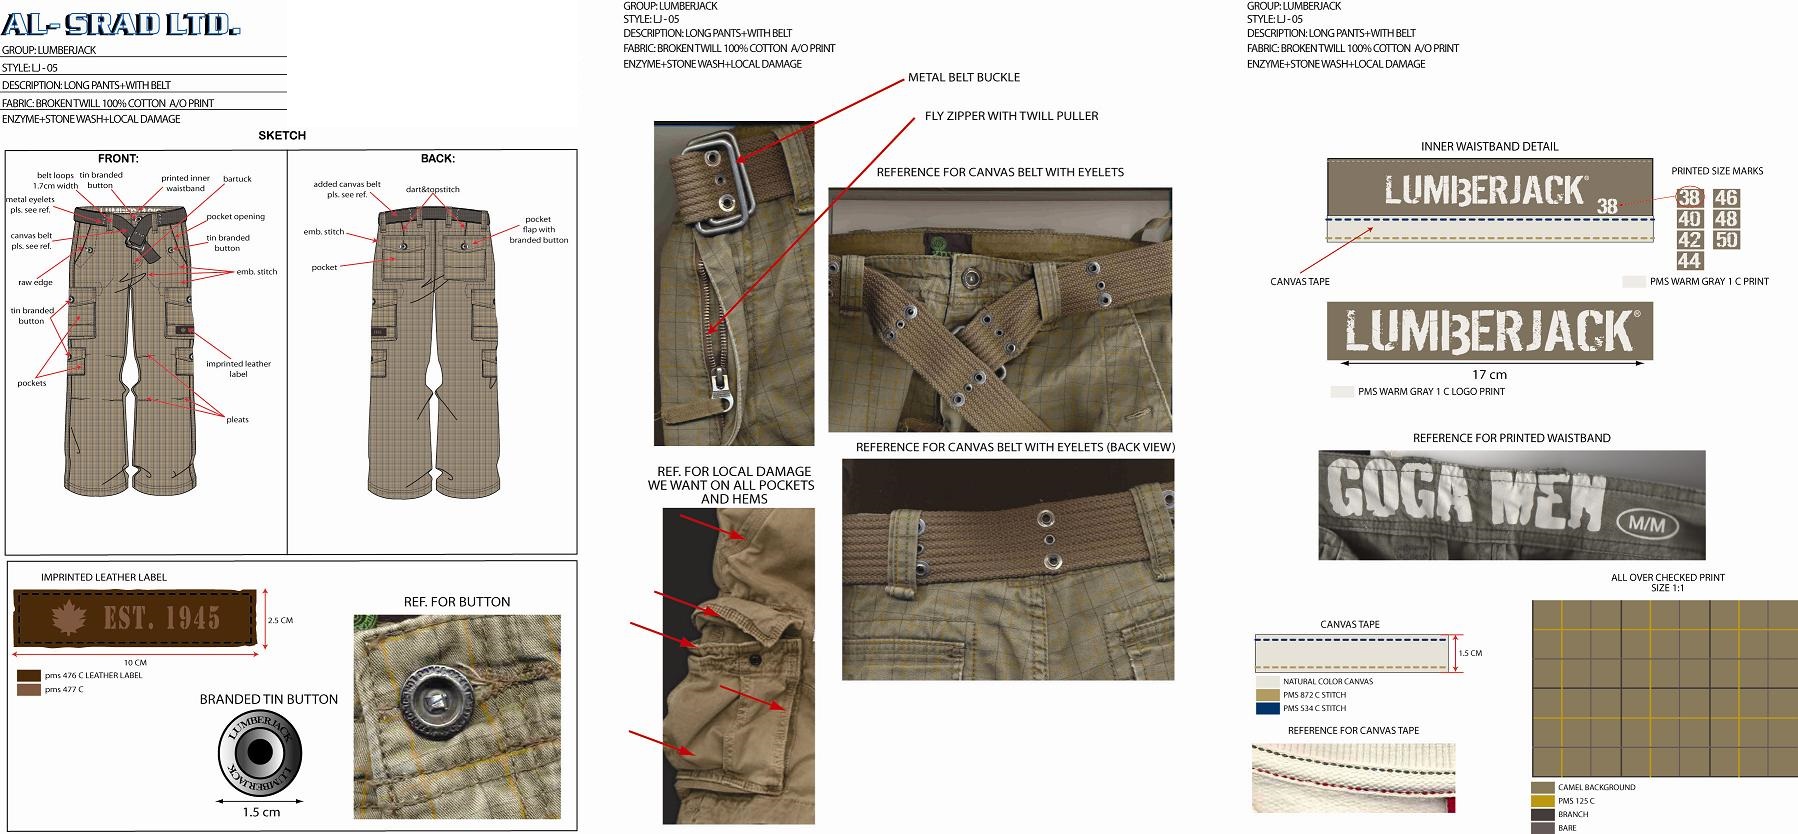 AL-SRAD LTD.
GROUP: LUMBERJACK
STYLE: LJ - 05
DESCRIPTION: LONG PANTS+WITH BELT
FABRIC: BROKEN TWILL 100% COTTON A/O PRINT
ENZYME+STONE WASH+LOCAL DAMAGE
SKETCH
FRONT:
belt loops
1.7cm width
tin branded
button
printed inner
waistband
bartuck
metal eyelets
pls. see ref.
pocket opening
canvas belt
pls. see ref.
tin branded
button
raw edge
emb. stitch
tin branded
button
imprinted leather
label
pockets
pleats
BACK:
added canvas belt
pls. see ref.
dart&topstitch
emb. stitch
pocket
flap with
branded button
pocket
IMPRINTED LEATHER LABEL
EST. 1945
2.5 CM
10 CM
pms 476 C LEATHER LABEL
pms 477 C
BRANDED TIN BUTTON
LUMBERJACK
LUMBERJACK
1.5 cm
REF. FOR BUTTON
GROUP: LUMBERJACK
STYLE: LJ - 05
DESCRIPTION: LONG PANTS+WITH BELT
FABRIC: BROKEN TWILL 100% COTTON A/O PRINT
ENZYME+STONE WASH+LOCAL DAMAGE
METAL BELT BUCKLE
FLY ZIPPER WITH TWILL PULLER
REFERENCE FOR CANVAS BELT WITH EYELETS
REFERENCE FOR CANVAS BELT WITH EYELETS (BACK VIEW)
REF. FOR LOCAL DAMAGE
WE WANT ON ALL POCKETS
AND HEMS
GROUP: LUMBERJACK
STYLE: LJ - 05
DESCRIPTION: LONG PANTS+WITH BELT
FABRIC: BROKEN TWILL 100% COTTON A/O PRINT
ENZYME+STONE WASH+LOCAL DAMAGE
INNER WAISTBAND DETAIL
LUMBERJACK®
38
PRINTED SIZE MARKS
38 46
40 48
42 50
44
CANVAS TAPE
PMS WARM GRAY 1 C PRINT
LUMBERJACK®
17 cm
PMS WARM GRAY 1 C LOGO PRINT
REFERENCE FOR PRINTED WAISTBAND
GOGA MEN
M/M
CANVAS TAPE
1.5 CM
NATURAL COLOR CANVAS
PMS 872 C STITCH
PMS 534 C STITCH
REFERENCE FOR CANVAS TAPE
ALL OVER CHECKED PRINT
SIZE 1:1
CAMEL BACKGROUND
PMS 125 C
BRANCH
BARE